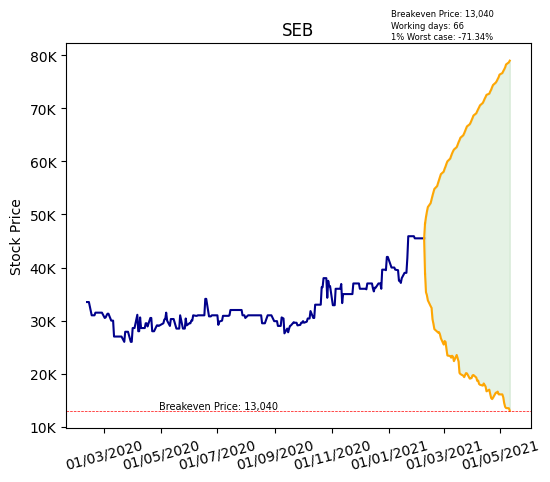 Breakeven Price: 13,040
Working days: 66
1% Worst case: -71.34%
SEB
Stock Price
80K
70K
60K
50K
40K
30K
20K
10K
Breakeven Price: 13,040
01/03/2020
01/05/2020
01/07/2020
01/09/2020
01/11/2020
01/01/2021
01/03/2021
01/05/2021